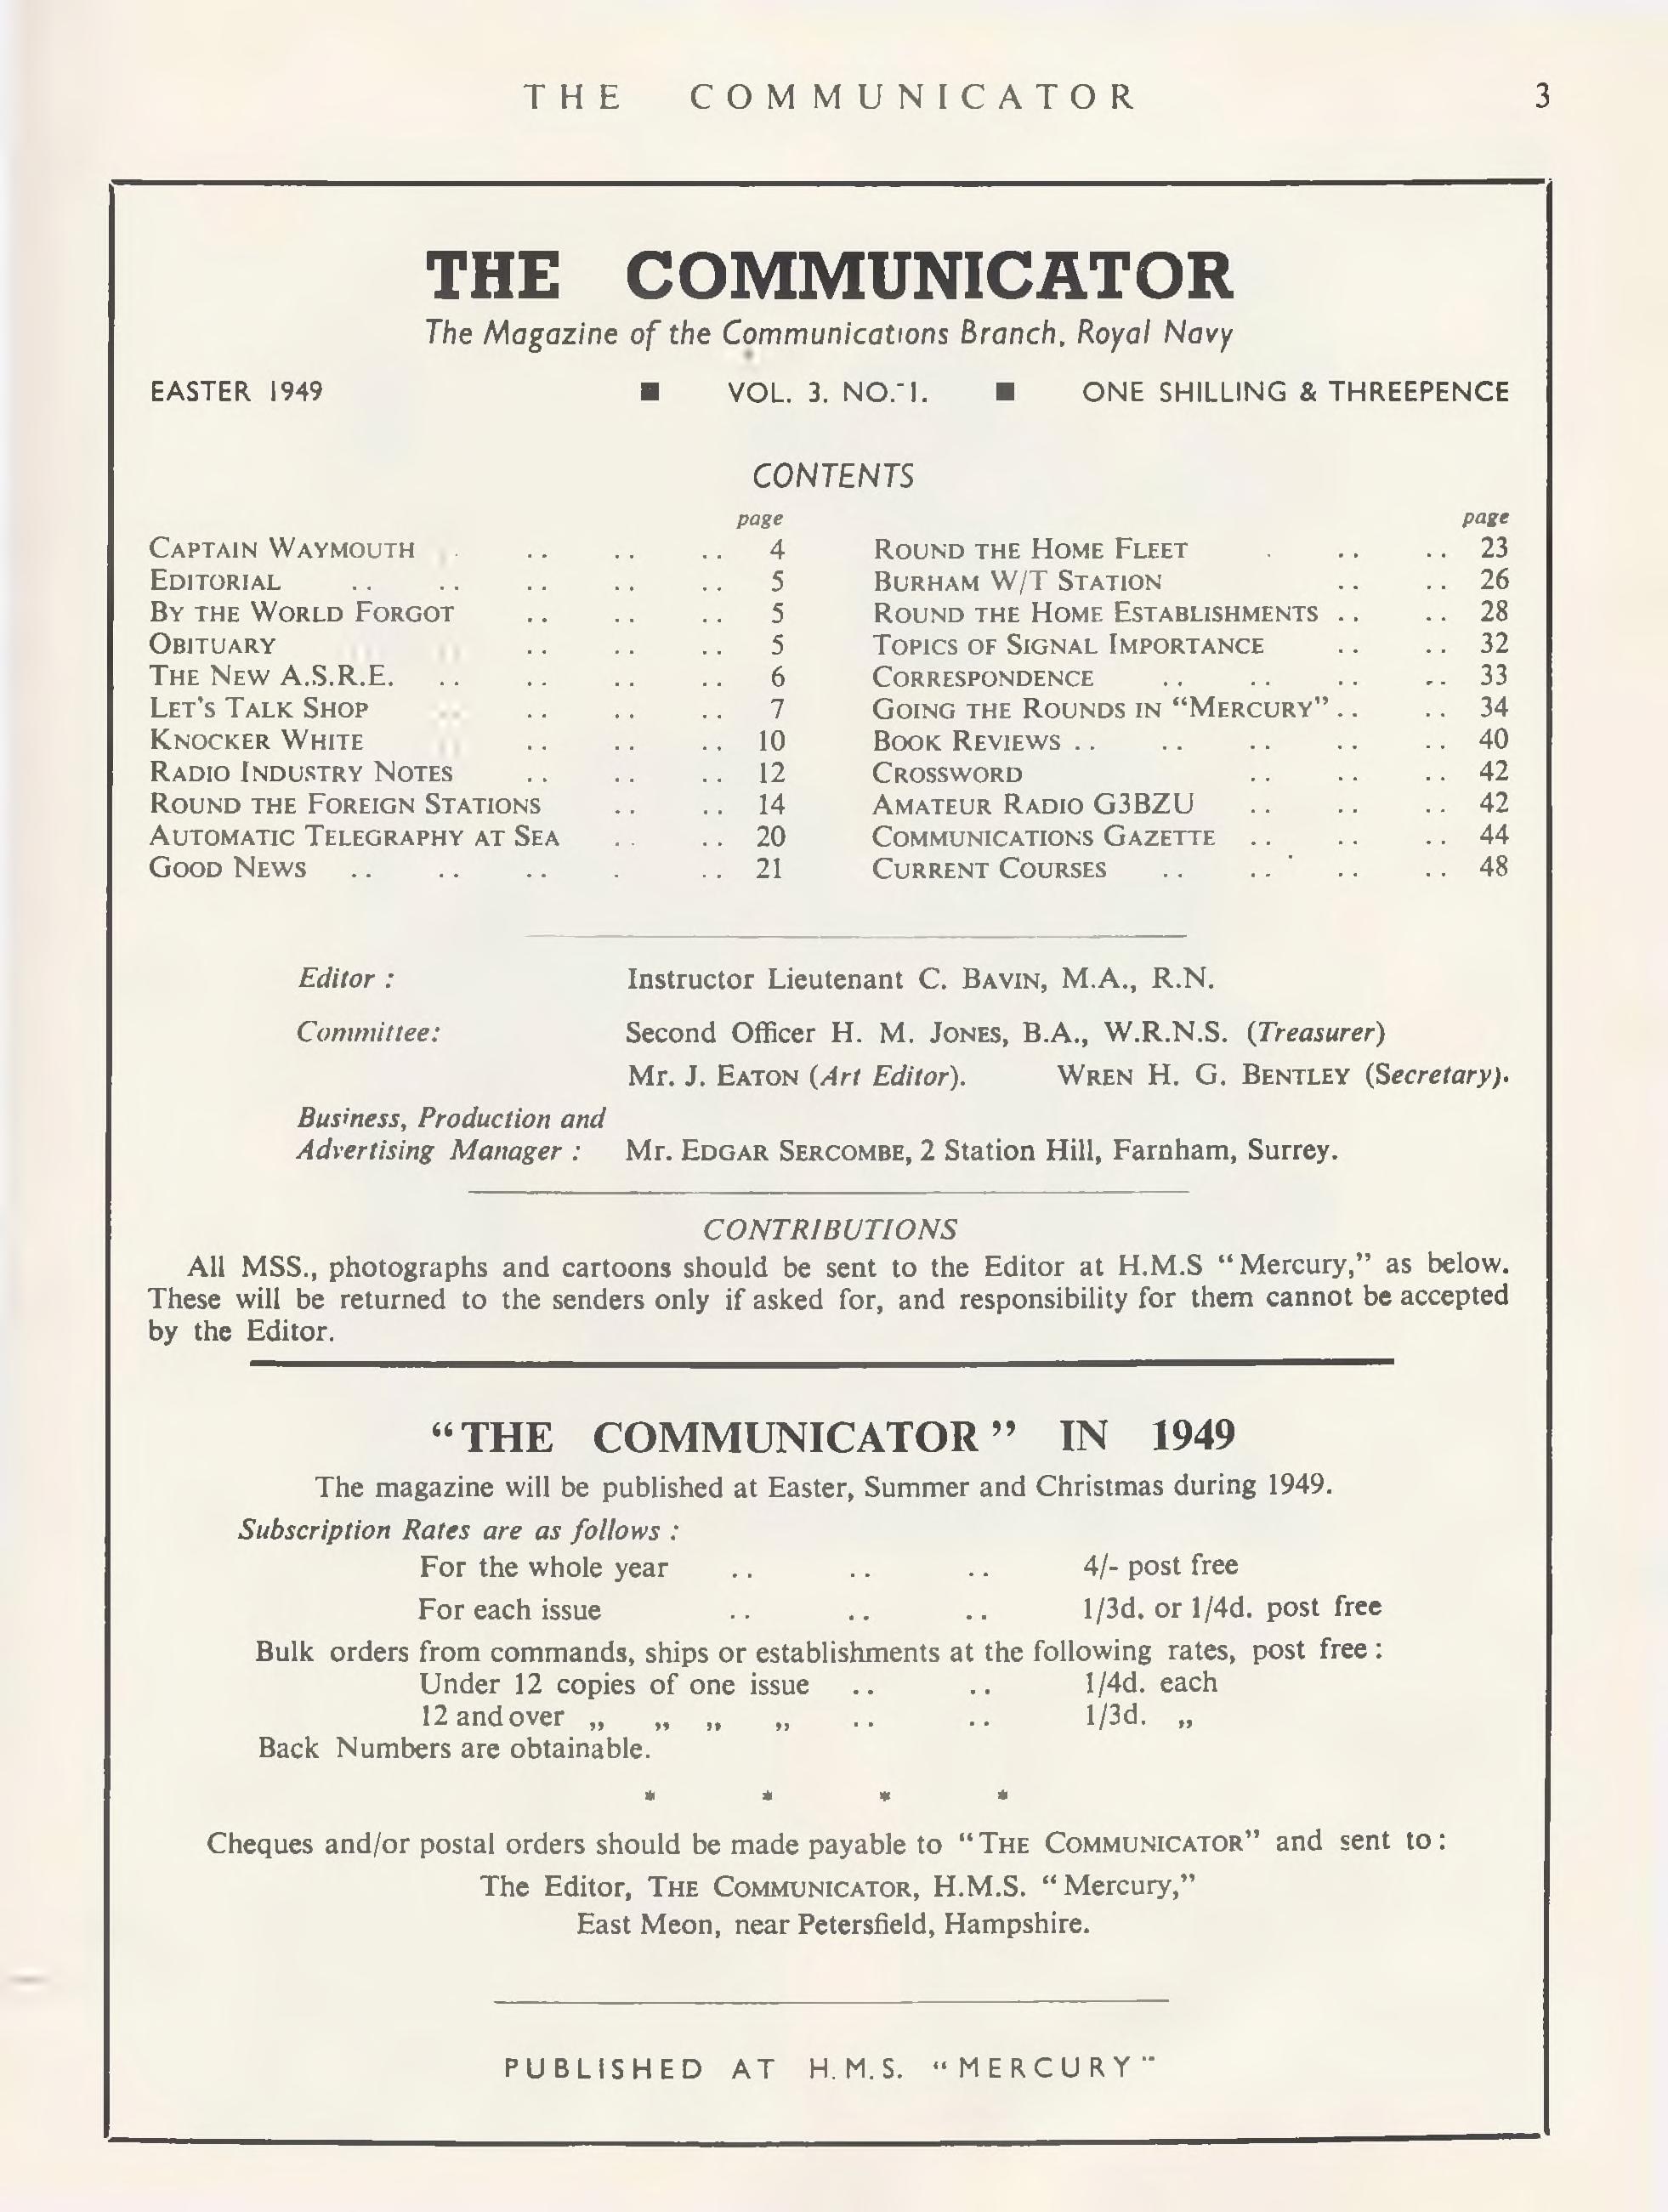 THE COMMUNICATOR 3
THE COMMUNICATOR
The Magazine of the Communications Branch, Royal Navy
EASTER 1949 ■ VOL. 3. NO. 1. ■ ONE SHILLING & THREEPENCE
CONTENTS
page
CAPTAIN WAYMOUTH . .. .. .. 4
EDITORIAL .. .. .. .. .. 5
BY THE WORLD FORGOT .. .. .. 5
OBITUARY .. .. .. 5
THE NEW A.S.R.E. .. .. .. .. 6
LET'S TALK SHOP .. .. .. .. 7
KNOCKER WHITE .. .. .. 10
RADIO INDUSTRY NOTES .. .. .. 12
ROUND THE FOREIGN STATIONS .. .. 14
AUTOMATIC TELEGRAPHY AT SEA .. .. 20
GOOD NEWS .. .. .. . .. 21
page
ROUND THE HOME FLEET . .. .. 23
BURHAM W/T STATION .. .. 26
ROUND THE HOME ESTABLISHMENTS .. .. 28
TOPICS OF SIGNAL IMPORTANCE .. .. 32
CORRESPONDENCE .. .. .. .. 33
GOING THE ROUNDS IN “MERCURY” .. .. 34
BOOK REVIEWS .. .. .. .. .. 40
CROSSWORD .. .. .. 42
AMATEUR RADIO G3BZU .. .. .. 42
COMMUNICATIONS GAZETTE .. .. .. 44
CURRENT COURSES .. .. .. .. 48
Editor : Instructor Lieutenant C. BAVIN, M.A., R.N.
Committee: Second Officer H. M. JONES, B.A., W.R.N.S. (Treasurer)
Mr. J. EATON (Art Editor). WREN H. G. BENTLEY (Secretary).
Business, Production and
Advertising Manager : Mr. EDGAR SERCOMBE, 2 Station Hill, Farnham, Surrey.
CONTRIBUTIONS
All MSS., photographs and cartoons should be sent to the Editor at H.M.S “Mercury,” as below.
These will be returned to the senders only if asked for, and responsibility for them cannot be accepted
by the Editor.
“THE COMMUNICATOR” IN 1949
The magazine will be published at Easter, Summer and Christmas during 1949.
Subscription Rates are as follows :
For the whole year .. .. .. 4/- post free
For each issue .. .. .. 1/3d. or 1/4d. post free
Bulk orders from commands, ships or establishments at the following rates, post free :
Under 12 copies of one issue .. .. 1/4d. each
12 and over ,, ,, ,, ,, .. .. 1/3d. ,,
Back Numbers are obtainable.
* * * *
Cheques and/or postal orders should be made payable to “THE COMMUNICATOR” and sent to :
The Editor, THE COMMUNICATOR, H.M.S. “Mercury,”
East Meon, near Petersfield, Hampshire.
PUBLISHED AT H.M.S. “MERCURY”